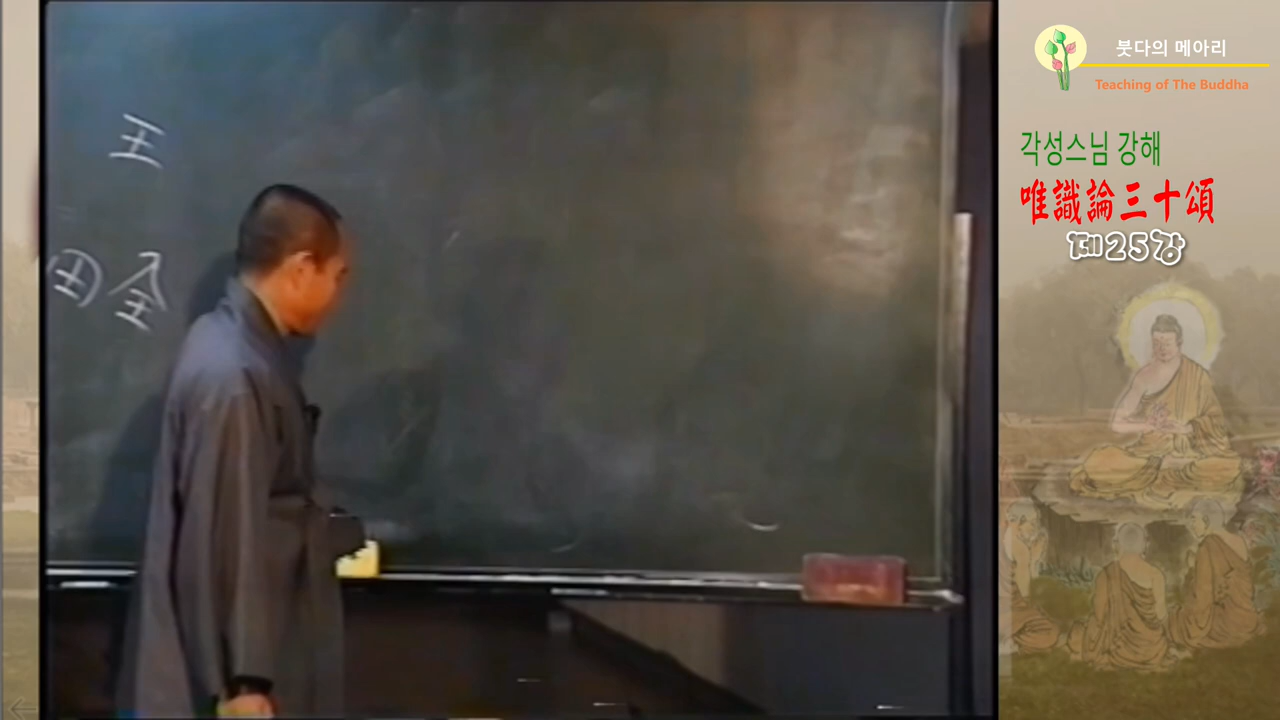 王
田 全
붓다의 메아리
Teaching of The Buddha
각성스님 강해
唯識論三十頌
제25강